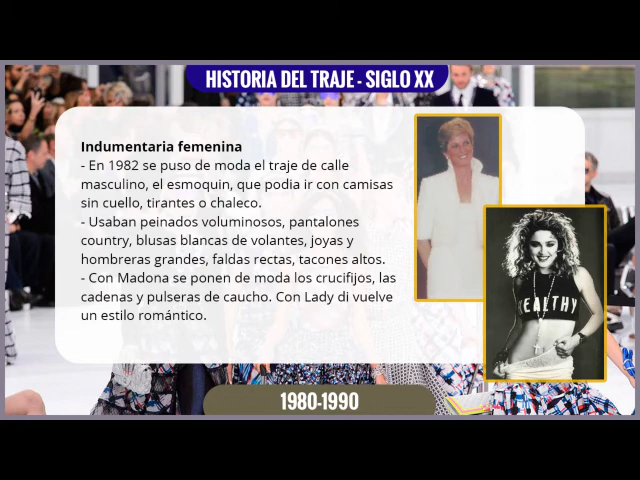 HISTORIA DEL TRAJE - SIGLO XX
Indumentaria femenina
- En 1982 se puso de moda el traje de calle
masculino, el esmoquin, que podia ir con camisas
sin cuello, tirantes o chaleco.
- Usaban peinados voluminosos, pantalones
country, blusas blancas de volantes, joyas y
hombreras grandes, faldas rectas, tacones altos.
- Con Madona se ponen de moda los crucifijos, las
cadenas y pulseras de caucho. Con Lady di vuelve
un estilo romántico.
EALTHY
1980-1990